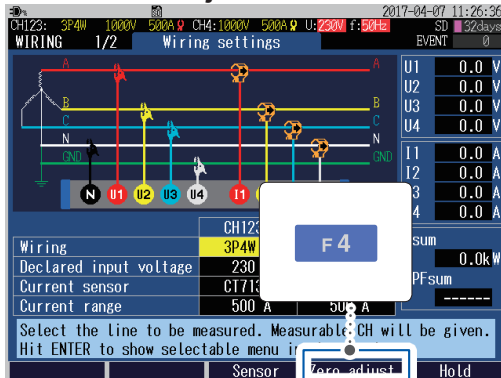 2017-04-07 11:26:36
CH123: 3P4W 1000V 500A CH4:1000V 500A U:230V f:50Hz SD 32days
WIRING 1/2 Wiring settings EVENT 0
A A U1 0.0 V
U2 0.0 V
B B U3 0.0 V
C C U4 0.0 V
N N
GND GND I1 0.0 A
I2 0.0 A
N U1 U2 U3 U4 I1 3 0.0 A
4 0.0 A
F4
CH123 sum
Wiring 3P4W 0.0kW
Declared input voltage 230 PFsum
Current sensor CT713 ------
Current range 500 A 500 A
Select the line to be measured. Measurable CH will be given.
Hit ENTER to show selectable menu
Sensor Zero adjust Hold